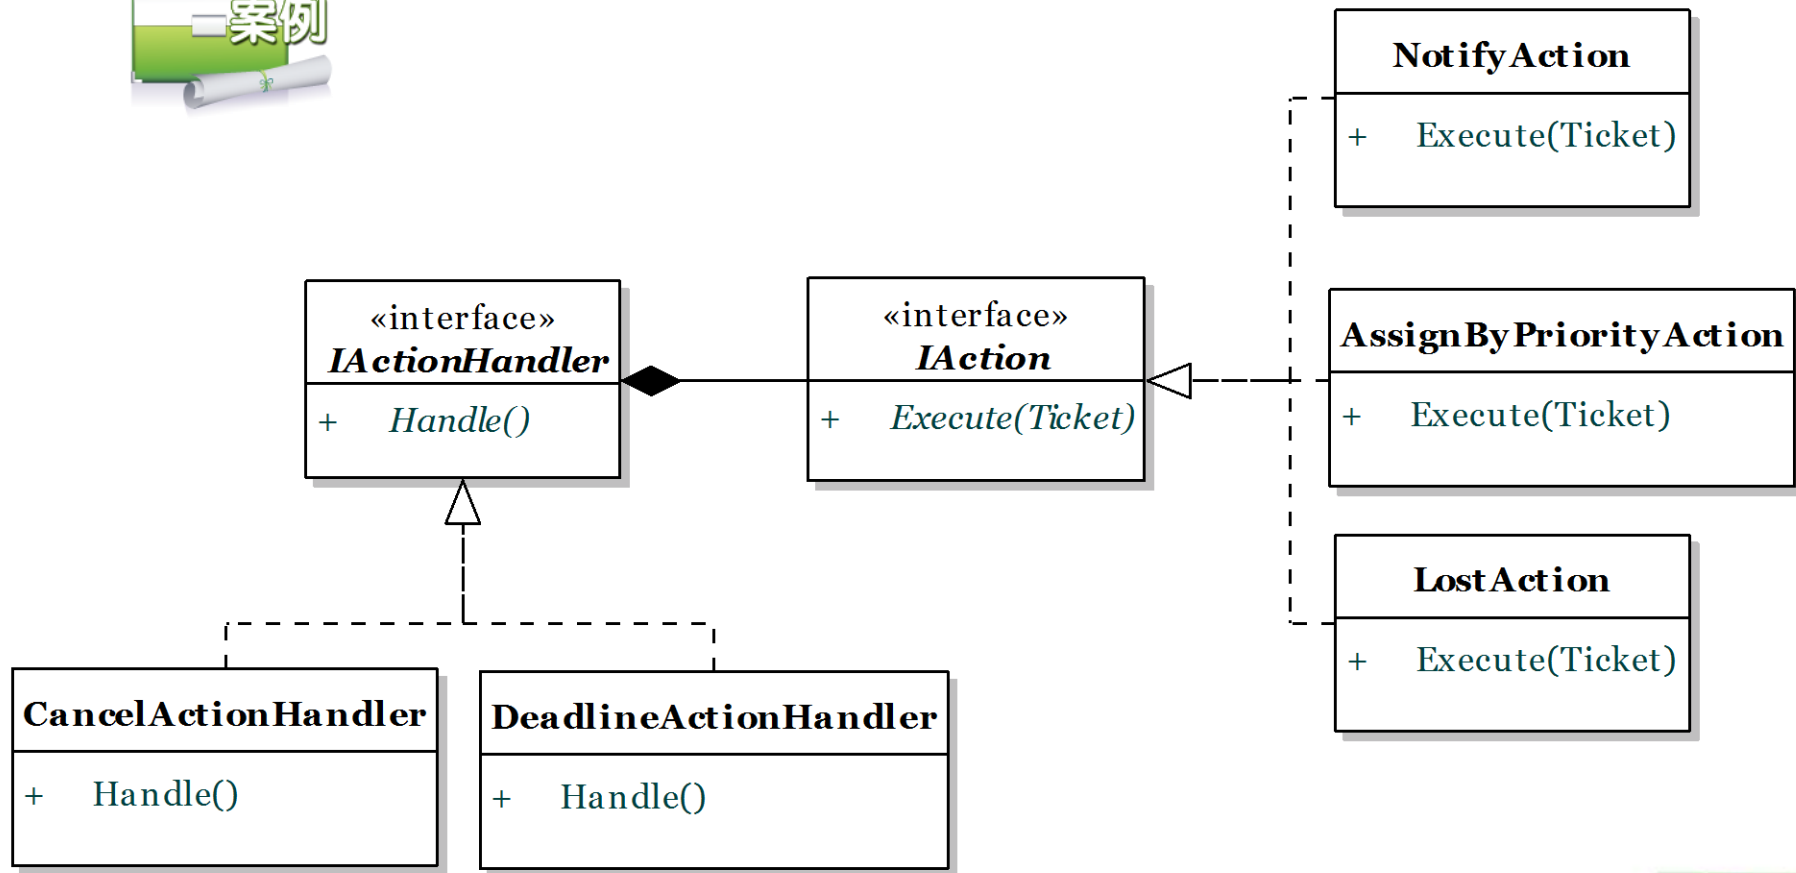 案例
NotifyAction
+ Execute(Ticket)
«interface»
IActionHandler
+ Handle()
«interface»
IAction
+ Execute(Ticket)
AssignByPriorityAction
+ Execute(Ticket)
LostAction
+ Execute(Ticket)
CancelActionHandler
+ Handle()
DeadlineActionHandler
+ Handle()